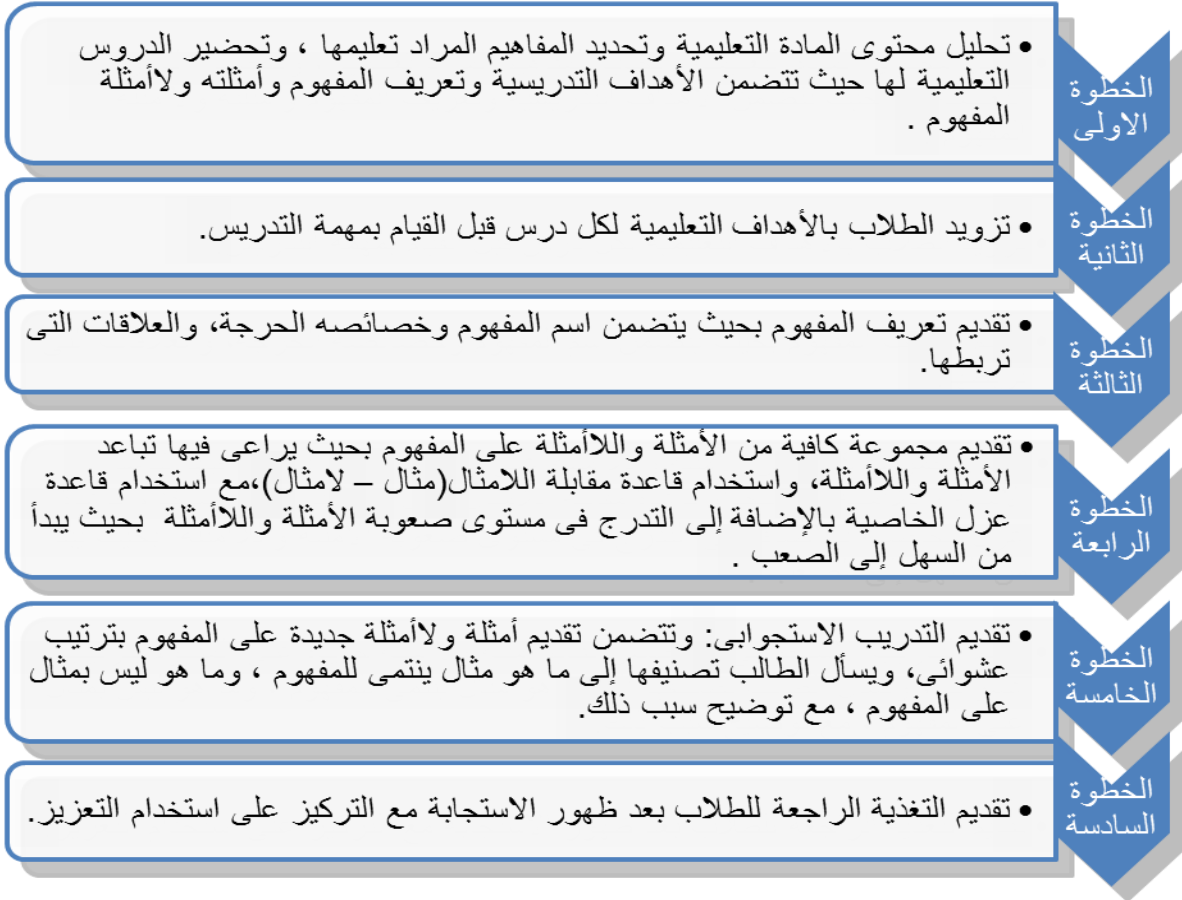 الخطوة
الاولى
• تحليل محتوى المادة التعليمية وتحديد المفاهيم المراد تعليمها ، وتحضير الدروس
التعليمية لها حيث تتضمن الأهداف التدريسية وتعريف المفهوم وأمثلته ولاأمثلة
المفهوم .
الخطوة
الثانية
• تزويد الطلاب بالأهداف التعليمية لكل درس قبل القيام بمهمة التدريس.
الخطوة
الثالثة
• تقديم تعريف المفهوم بحيث يتضمن اسم المفهوم وخصائصه الحرجة، والعلاقات التى
تربطها.
الخطوة
الرابعة
• تقديم مجموعة كافية من الأمثلة واللاأمثلة على المفهوم بحيث يراعى فيها تباعد
الأمثلة واللاأمثلة، واستخدام قاعدة مقابلة اللامثال(مثال – لامثال)،مع استخدام قاعدة
عزل الخاصية بالإضافة إلى التدرج فى مستوى صعوبة الأمثلة واللاأمثلة بحيث يبدأ
من السهل إلى الصعب .
الخطوة
الخامسة
• تقديم التدريب الاستجوابى: وتتضمن تقديم أمثلة ولاأمثلة جديدة على المفهوم بترتيب
عشوائى، ويسأل الطالب تصنيفها إلى ما هو مثال ينتمى للمفهوم ، وما هو ليس بمثال
على المفهوم ، مع توضيح سبب ذلك.
الخطوة
السادسة
• تقديم التغذية الراجعة للطلاب بعد ظهور الاستجابة مع التركيز على استخدام التعزيز.